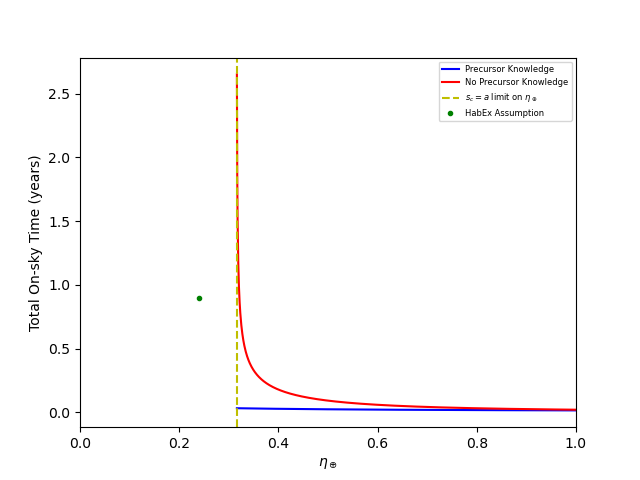 Precursor Knowledge
No Precursor Knowledge
s_c = a limit on η_⊕
HabEx Assumption
Total On-sky Time (years)
2.5
2.0
1.5
1.0
0.5
0.0
0.0 0.2 0.4 0.6 0.8 1.0
η_⊕